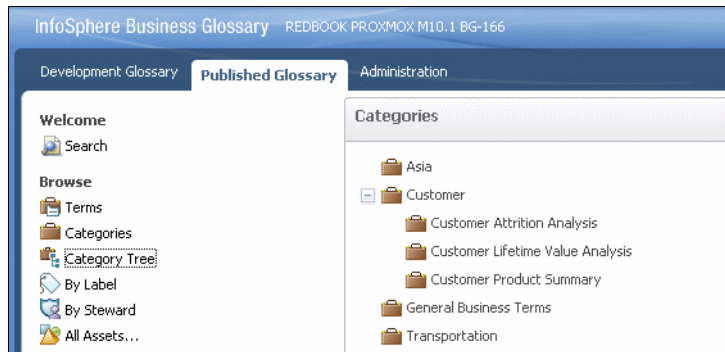 InfoSphere Business Glossary REDBOOK PROXMOX M10.1 BG-166
Development Glossary Published Glossary Administration
Welcome
Search
Browse
Terms
Categories
Category Tree
By Label
By Steward
All Assets...
Categories
Asia
Customer
Customer Attrition Analysis
Customer Lifetime Value Analysis
Customer Product Summary
General Business Terms
Transportation